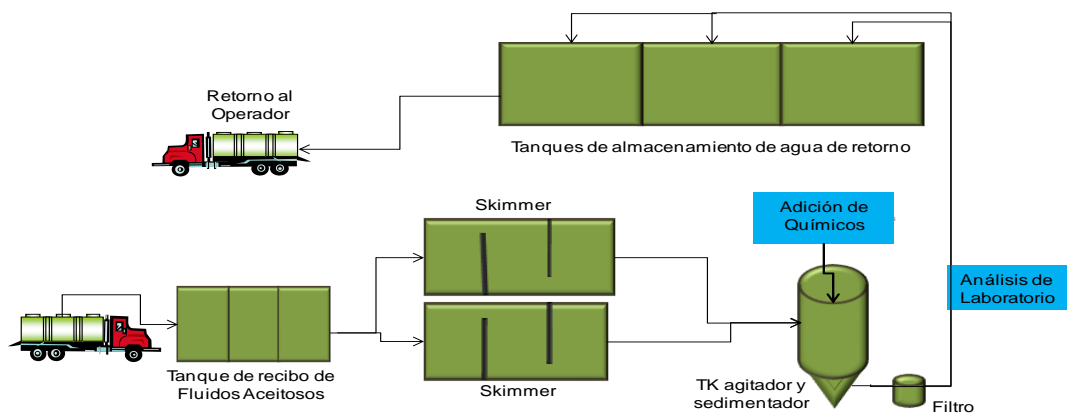 Retorno al
Operador
Tanques de almacenamiento de agua de retorno
Skimmer
Adición de
Químicos
Análisis de
Laboratorio
Tanque de recibo de
Fluidos Aceitosos
Skimmer
TK agitador y
sedimentador
Filtro